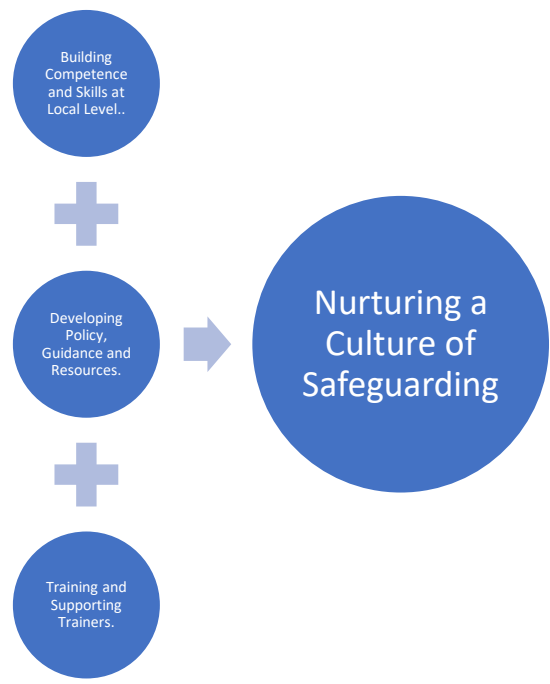 Building
Competence
and Skills at
Local Level..
Developing
Policy,
Guidance and
Resources.
Training and
Supporting
Trainers.
Nurturing a
Culture of
Safeguarding